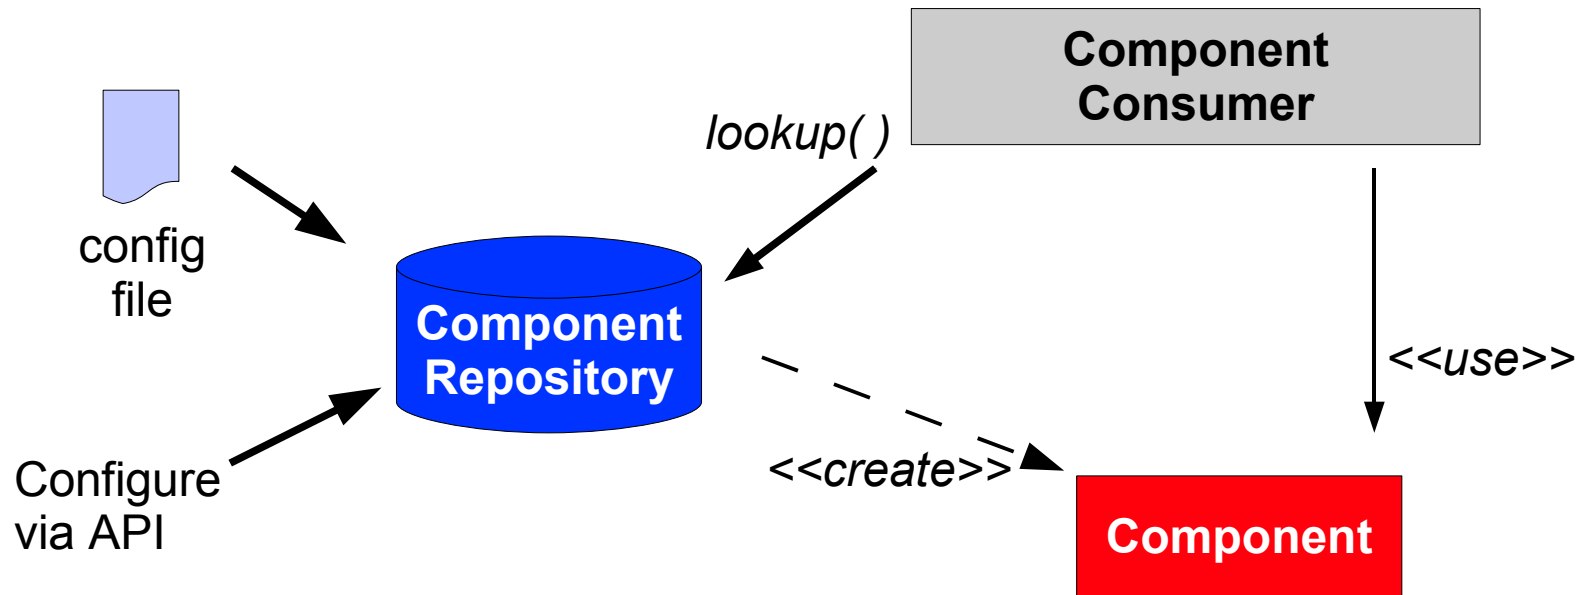 Component
Consumer
lookup( )
config
file
Component
Repository
<<use>>
<<create>>
Configure
via API
Component